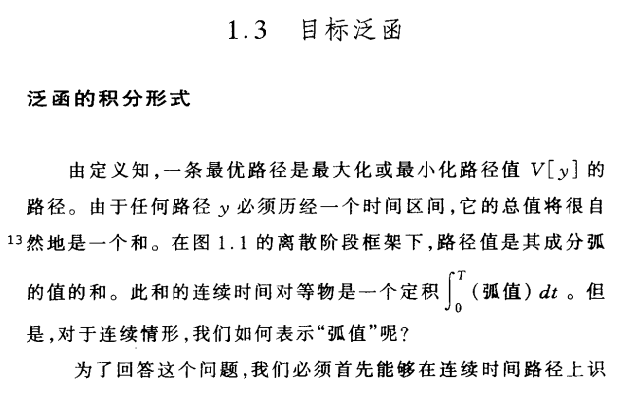 1.3 目标泛函
泛函的积分形式
由定义知,一条最优路径是最大化或最小化路径值 V[y] 的
路径。由于任何路径 y 必须历经一个时间区间,它的总值将很自
13 然地是一个和。在图 1.1 的离散阶段框架下,路径值是其成分弧
的值的和。此和的连续时间对等物是一个定积∫₀ᵀ(弧值) dt 。但
是,对于连续情形,我们如何表示“弧值”呢?
为了回答这个问题,我们必须首先能够在连续时间路径上识